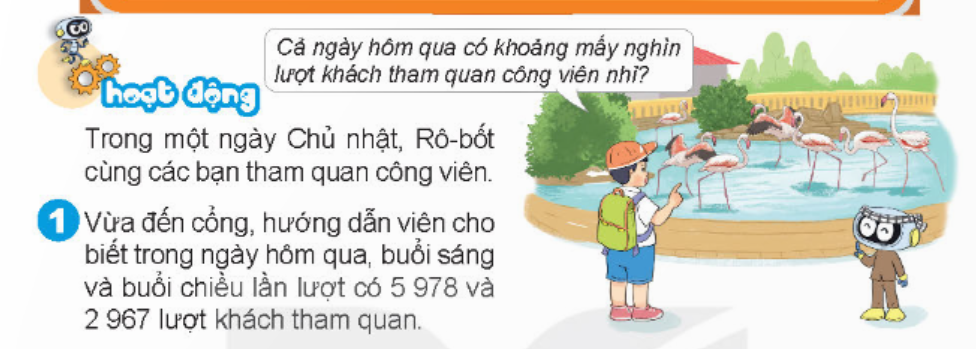 Cả ngày hôm qua có khoảng mấy nghìn
lượt khách tham quan công viên nhỉ?
hoạt động
Trong một ngày Chủ nhật, Rô-bốt
cùng các bạn tham quan công viên.
1 Vừa đến cổng, hướng dẫn viên cho
biết trong ngày hôm qua, buổi sáng
và buổi chiều lần lượt có 5 978 và
2 967 lượt khách tham quan.